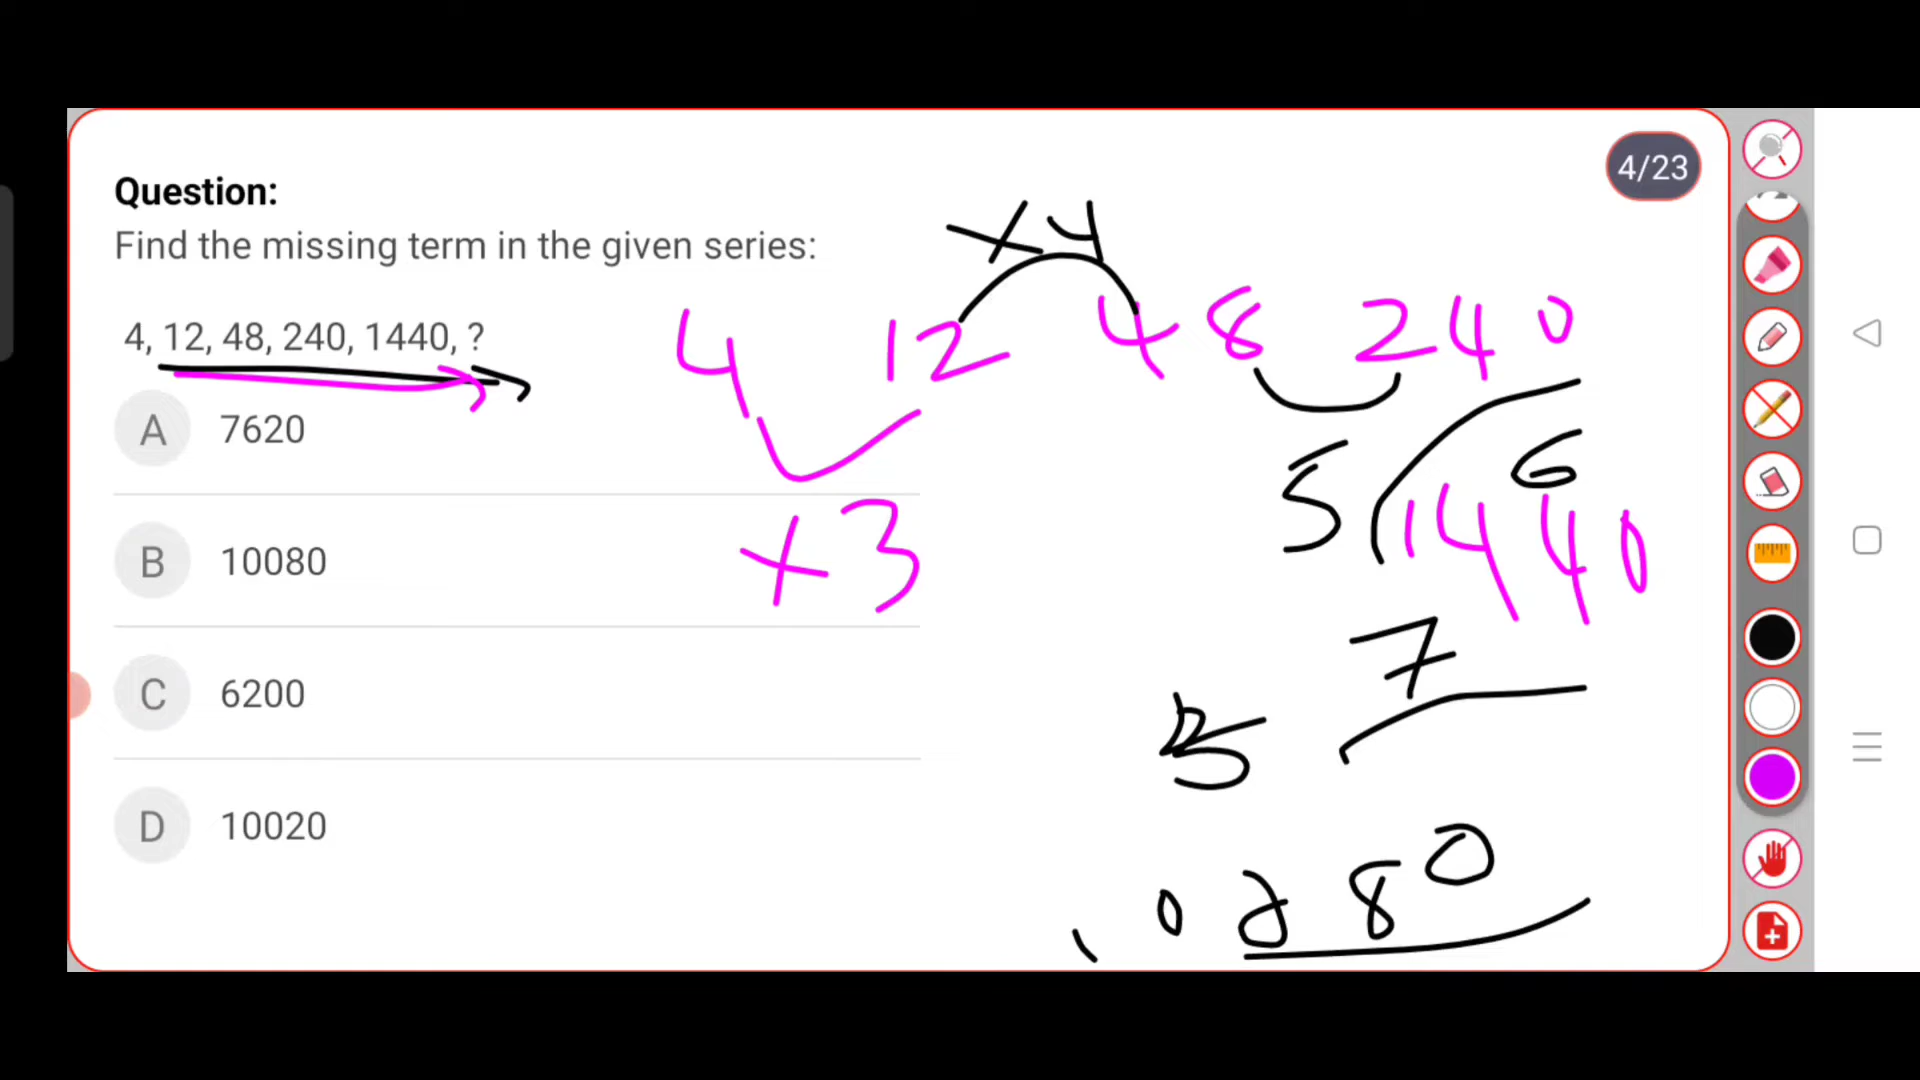 4/23
Question:
Find the missing term in the given series:
4, 12, 48, 240, 1440, ?
A 7620
B 10080
C 6200
D 10020
×4
4 12 48 240
×3 5 6
1440
7
5
10080